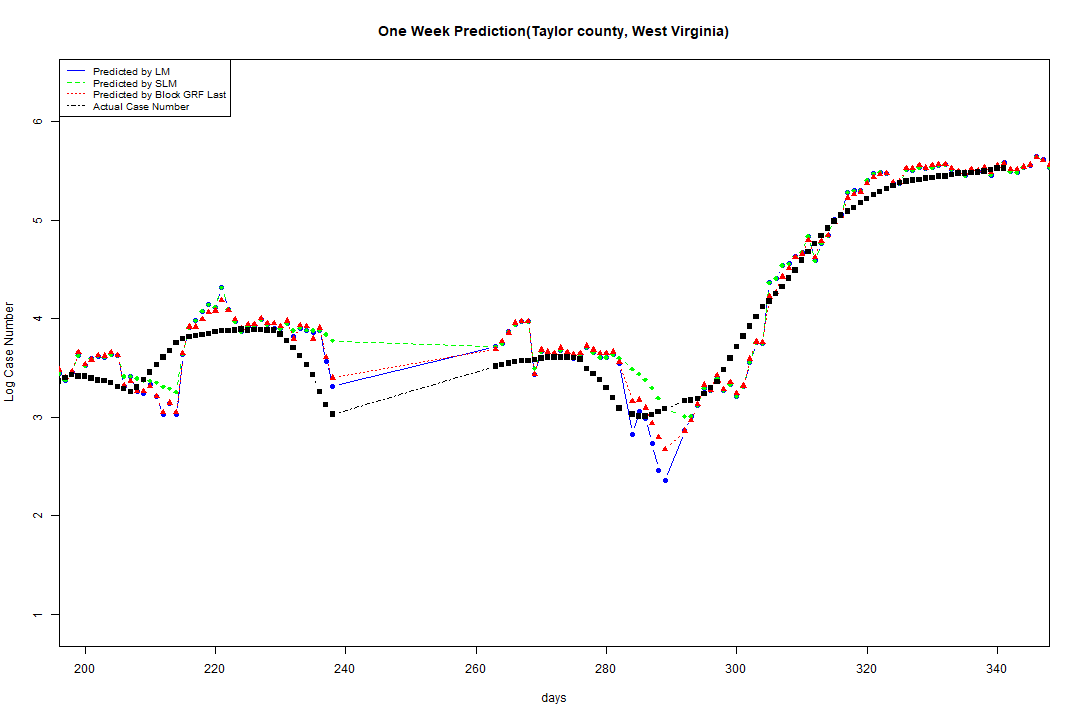 One Week Prediction(Taylor county, West Virginia)
Predicted by LM
Predicted by SLM
Predicted by Block GRF Last
Actual Case Number
Log Case Number
6
5
4
3
2
1
200 220 240 260 280 300 320 340
days